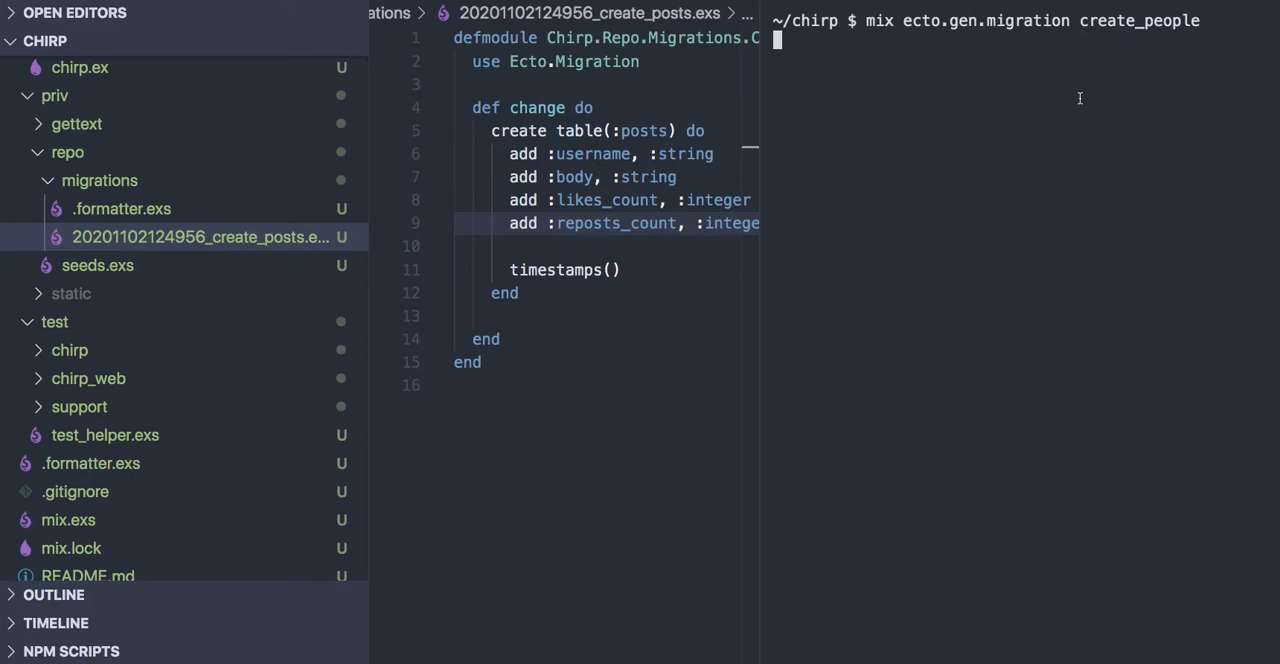 OPEN EDITORS
CHIRP
chirp.ex U
priv
gettext
repo
migrations
.formatter.exs U
20201102124956_create_posts.e... U
seeds.exs U
static
test
chirp
chirp_web
support
test_helper.exs U
.formatter.exs U
.gitignore U
mix.exs U
mix.lock U
README.md U
OUTLINE
TIMELINE
NPM SCRIPTS
ations > 20201102124956_create_posts.exs > ...
1 defmodule Chirp.Repo.Migrations.C
2 use Ecto.Migration
3
4 def change do
5 create table(:posts) do
6 add :username, :string
7 add :body, :string
8 add :likes_count, :integer
9 add :reposts_count, :intege
10
11 timestamps()
12 end
13
14 end
15 end
16
~/chirp $ mix ecto.gen.migration create_people